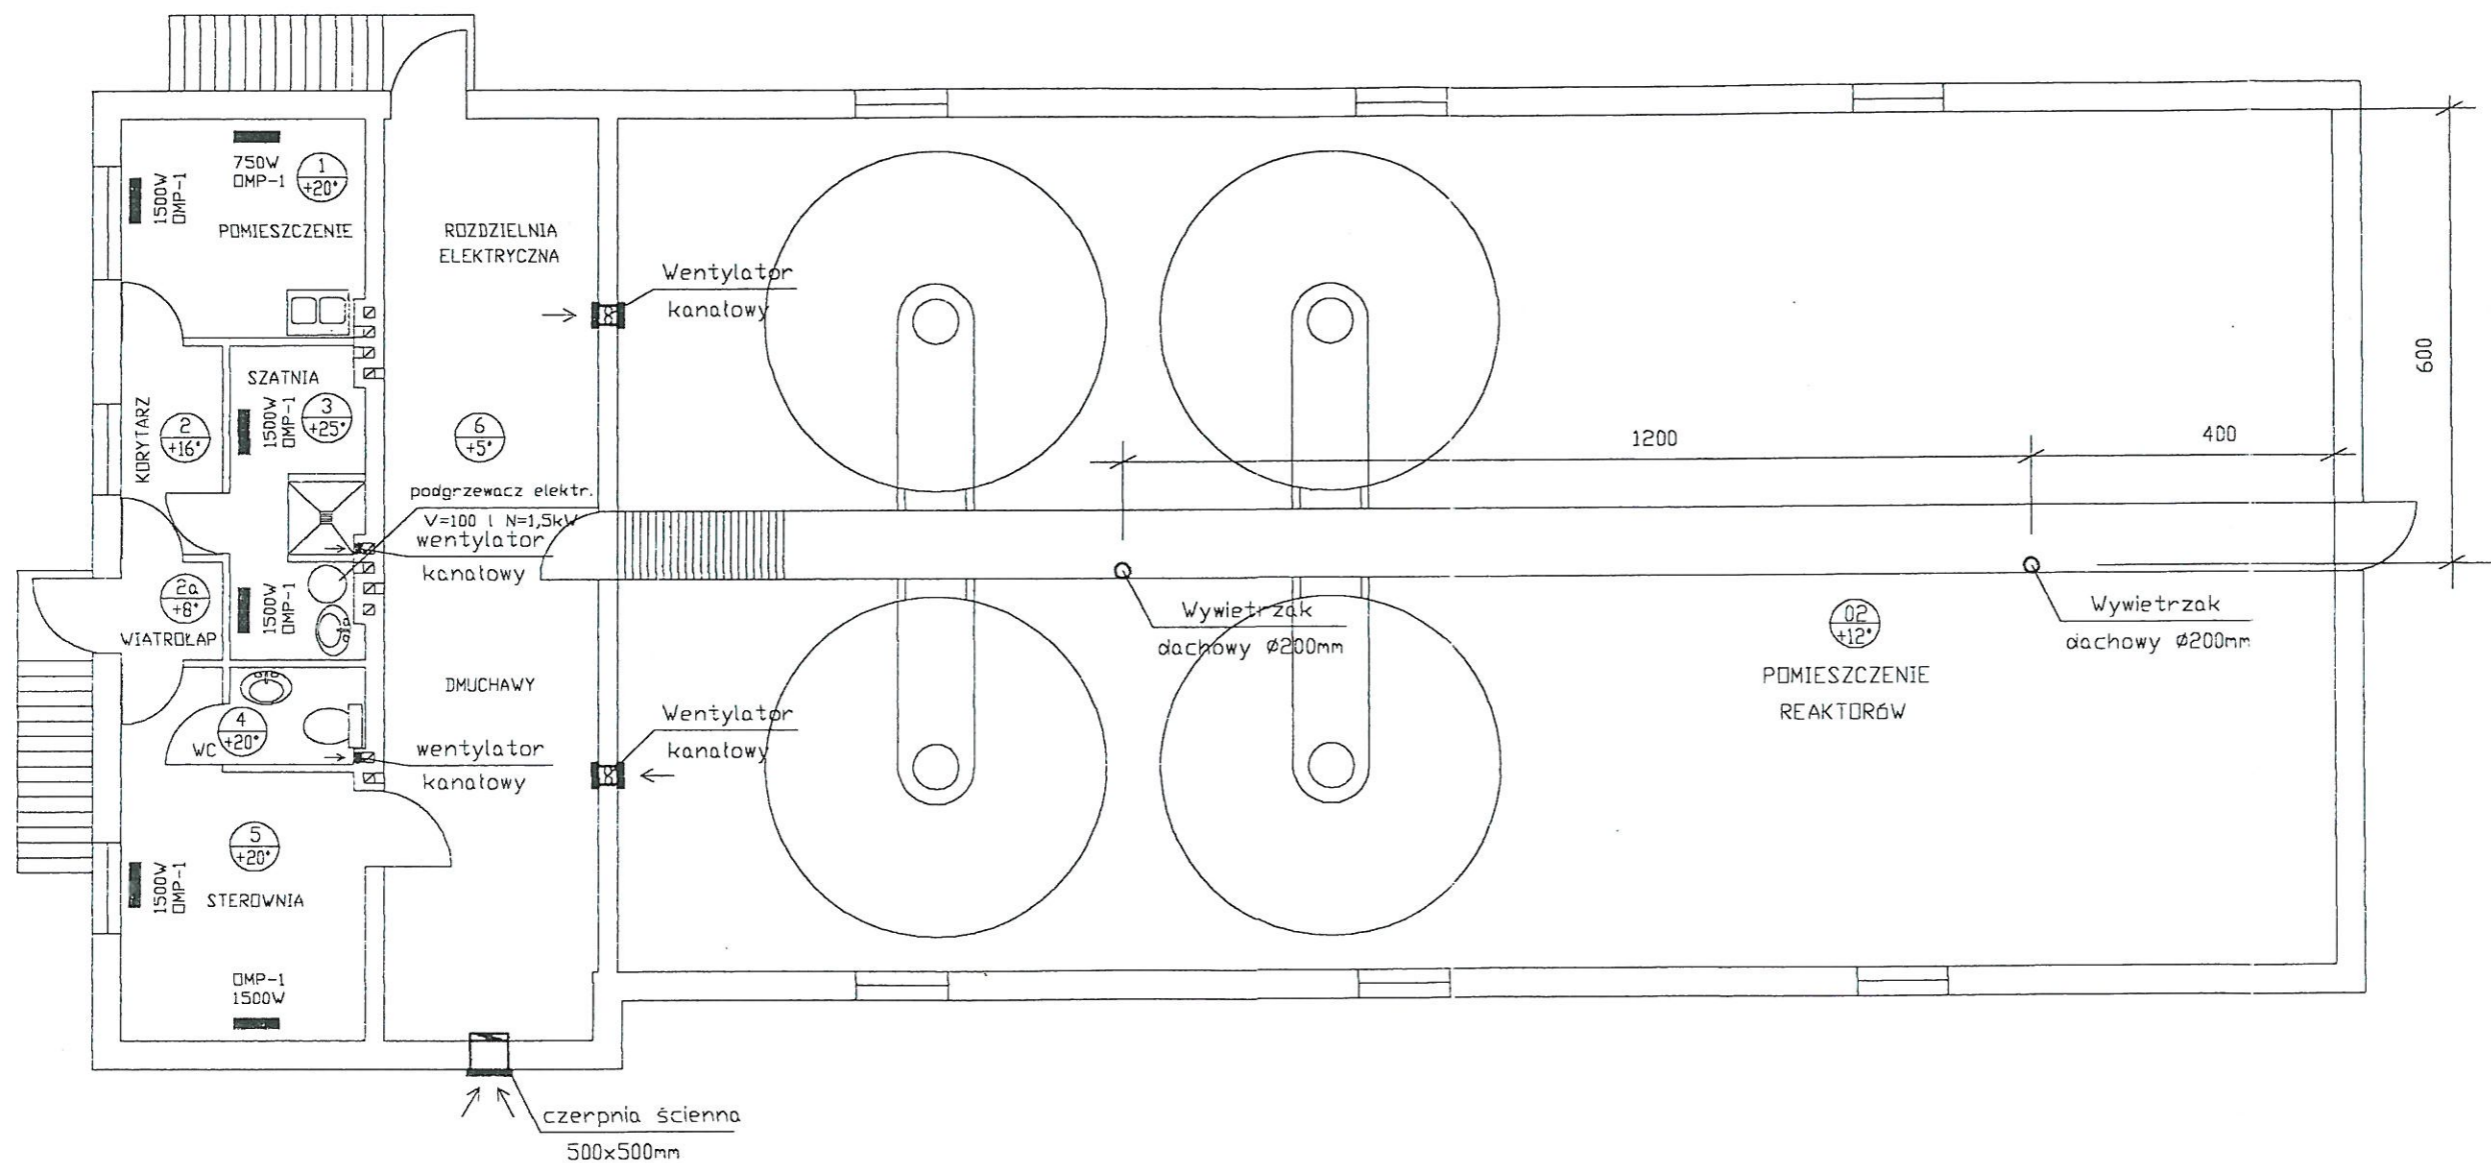 750W
OMP-1
1
+20°
1500W
OMP-1
POMIESZCZENIE
ROZDZIELNIA
ELEKTRYCZNA
Wentylator
kanałowy
SZATNIA
KORYTARZ
2
+16°
1500W
OMP-1
3
+25°
6
+5°
1200
400
600
podgrzewacz elektr.
V=100 l N=1,5kW
wentylator
kanałowy
2a
+8°
WIATROŁAP
1500W
OMP-1
Wywietrzak
dachowy Ø200mm
02
+12°
POMIESZCZENIE
REAKTORÓW
Wywietrzak
dachowy Ø200mm
DMUCHAWY
4
+20°
WC
wentylator
kanałowy
Wentylator
kanałowy
5
+20°
1500W
OMP-1
STEROWNIA
OMP-1
1500W
czerpnia ścienna
500x500mm